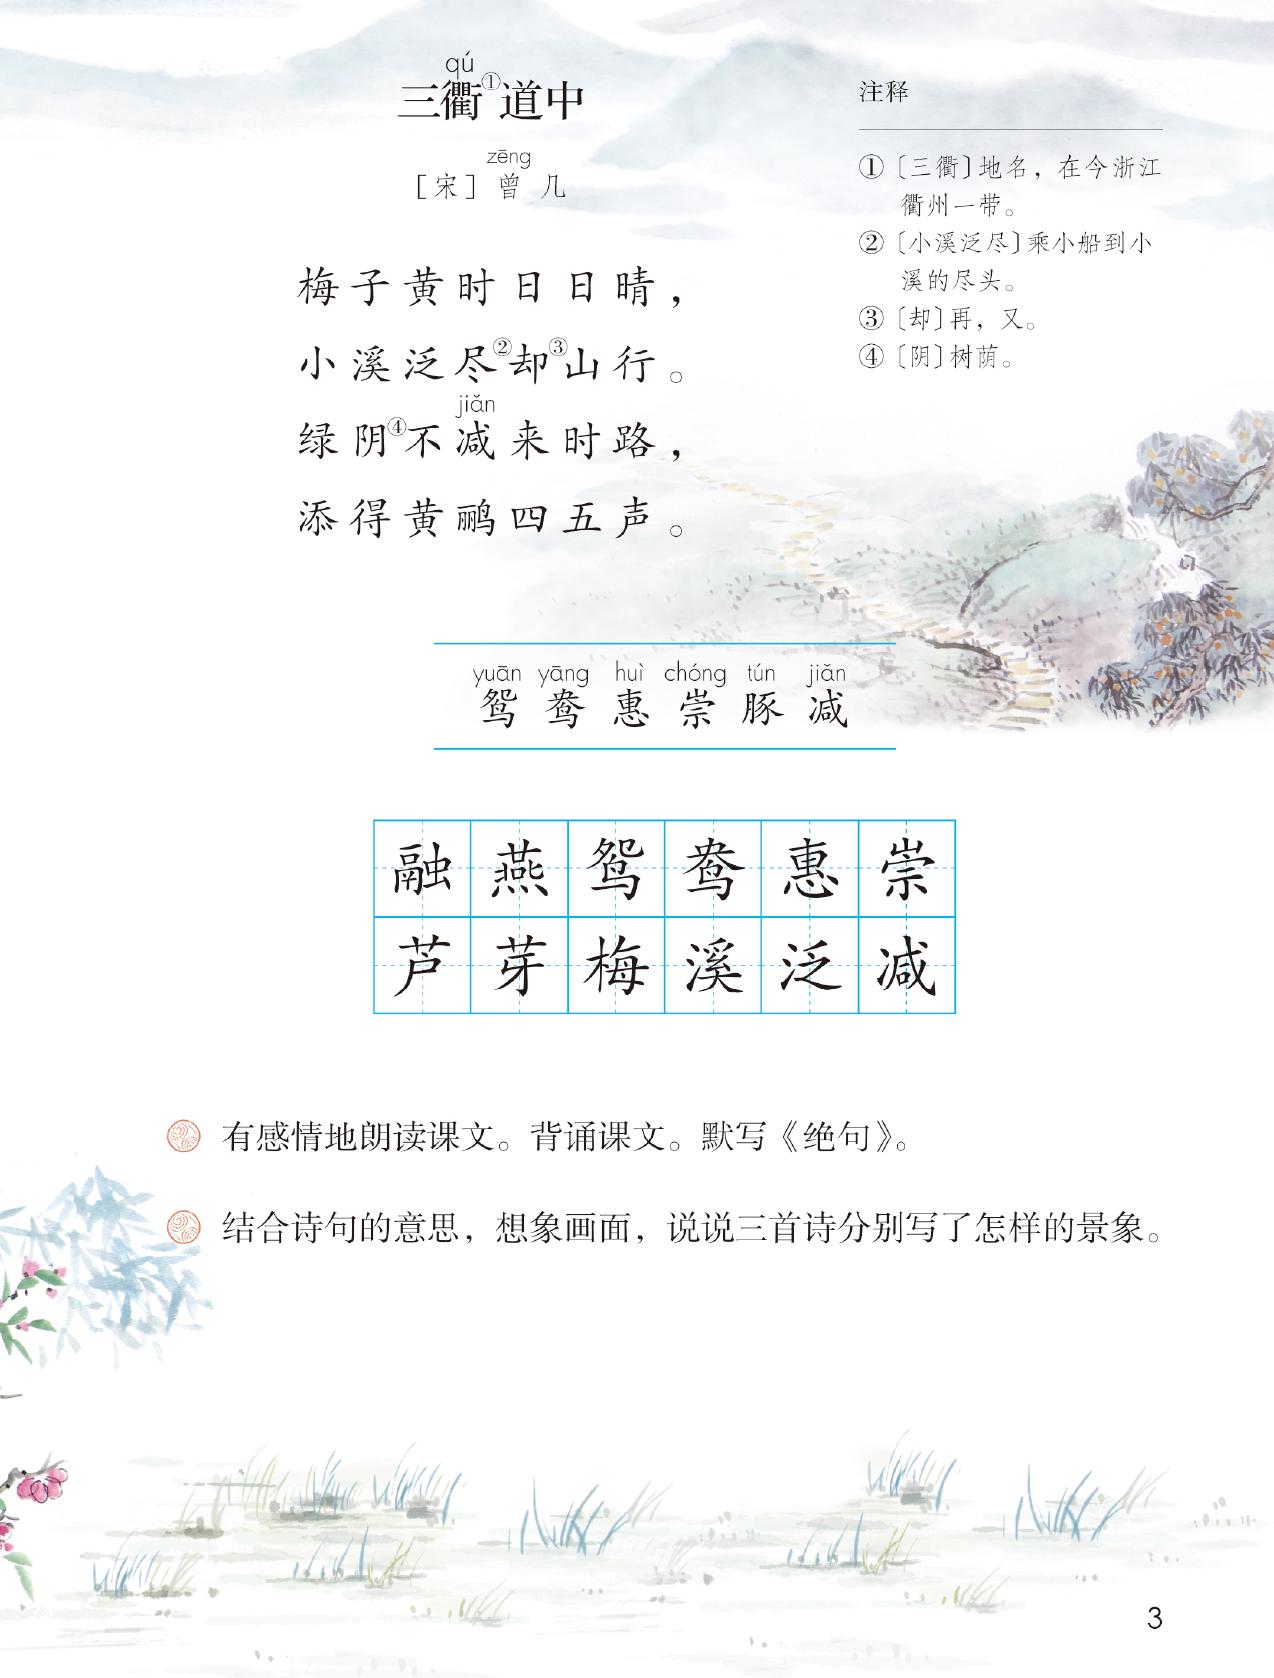 qú
三衢①道中
zēng
［宋］曾 几
梅子黄时日日晴，
小溪泛尽②却③山行。
jiǎn
绿阴④不减来时路，
添得黄鹂四五声。
注释
①〔三衢〕地名，在今浙江
衢州一带。
②〔小溪泛尽〕乘小船到小
溪的尽头。
③〔却〕再，又。
④〔阴〕树荫。
yuān yāng huì chóng tún jiǎn
鸳 鸯 惠 崇 豚 减
融 燕 鸳 鸯 惠 崇
芦 芽 梅 溪 泛 减
有感情地朗读课文。背诵课文。默写《绝句》。
结合诗句的意思，想象画面，说说三首诗分别写了怎样的景象。
3